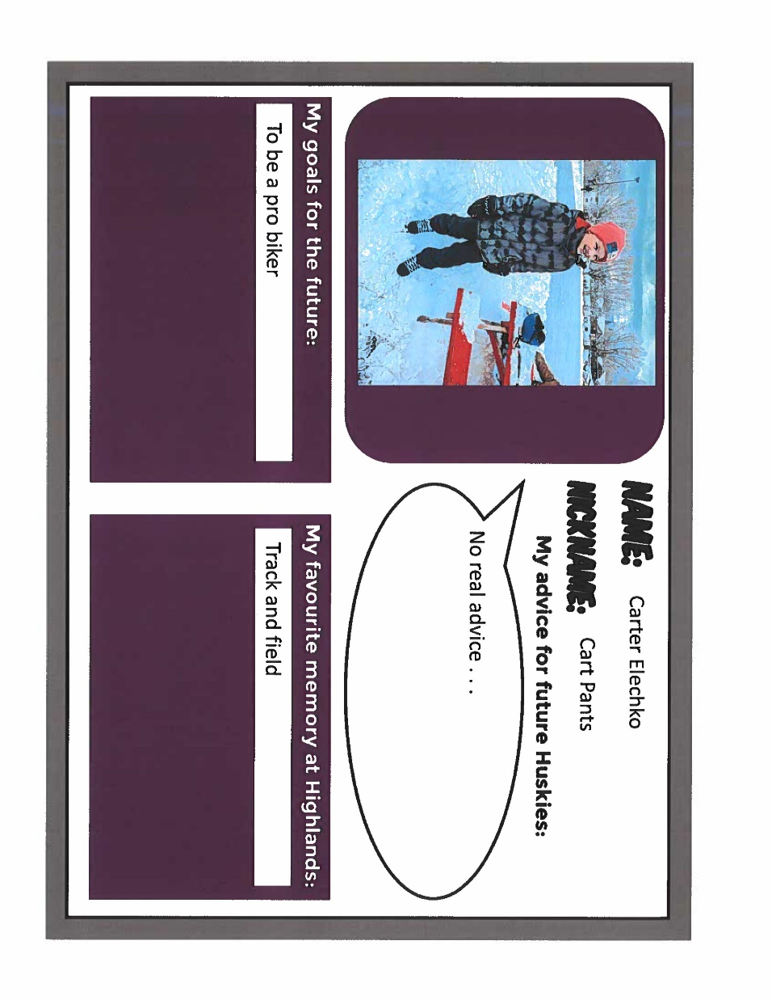 NAME: Carter Elechko
NICKNAME: Cart Pants
My advice for future Huskies:
No real advice . . .
My goals for the future:
To be a pro biker
My favourite memory at Highlands:
Track and field